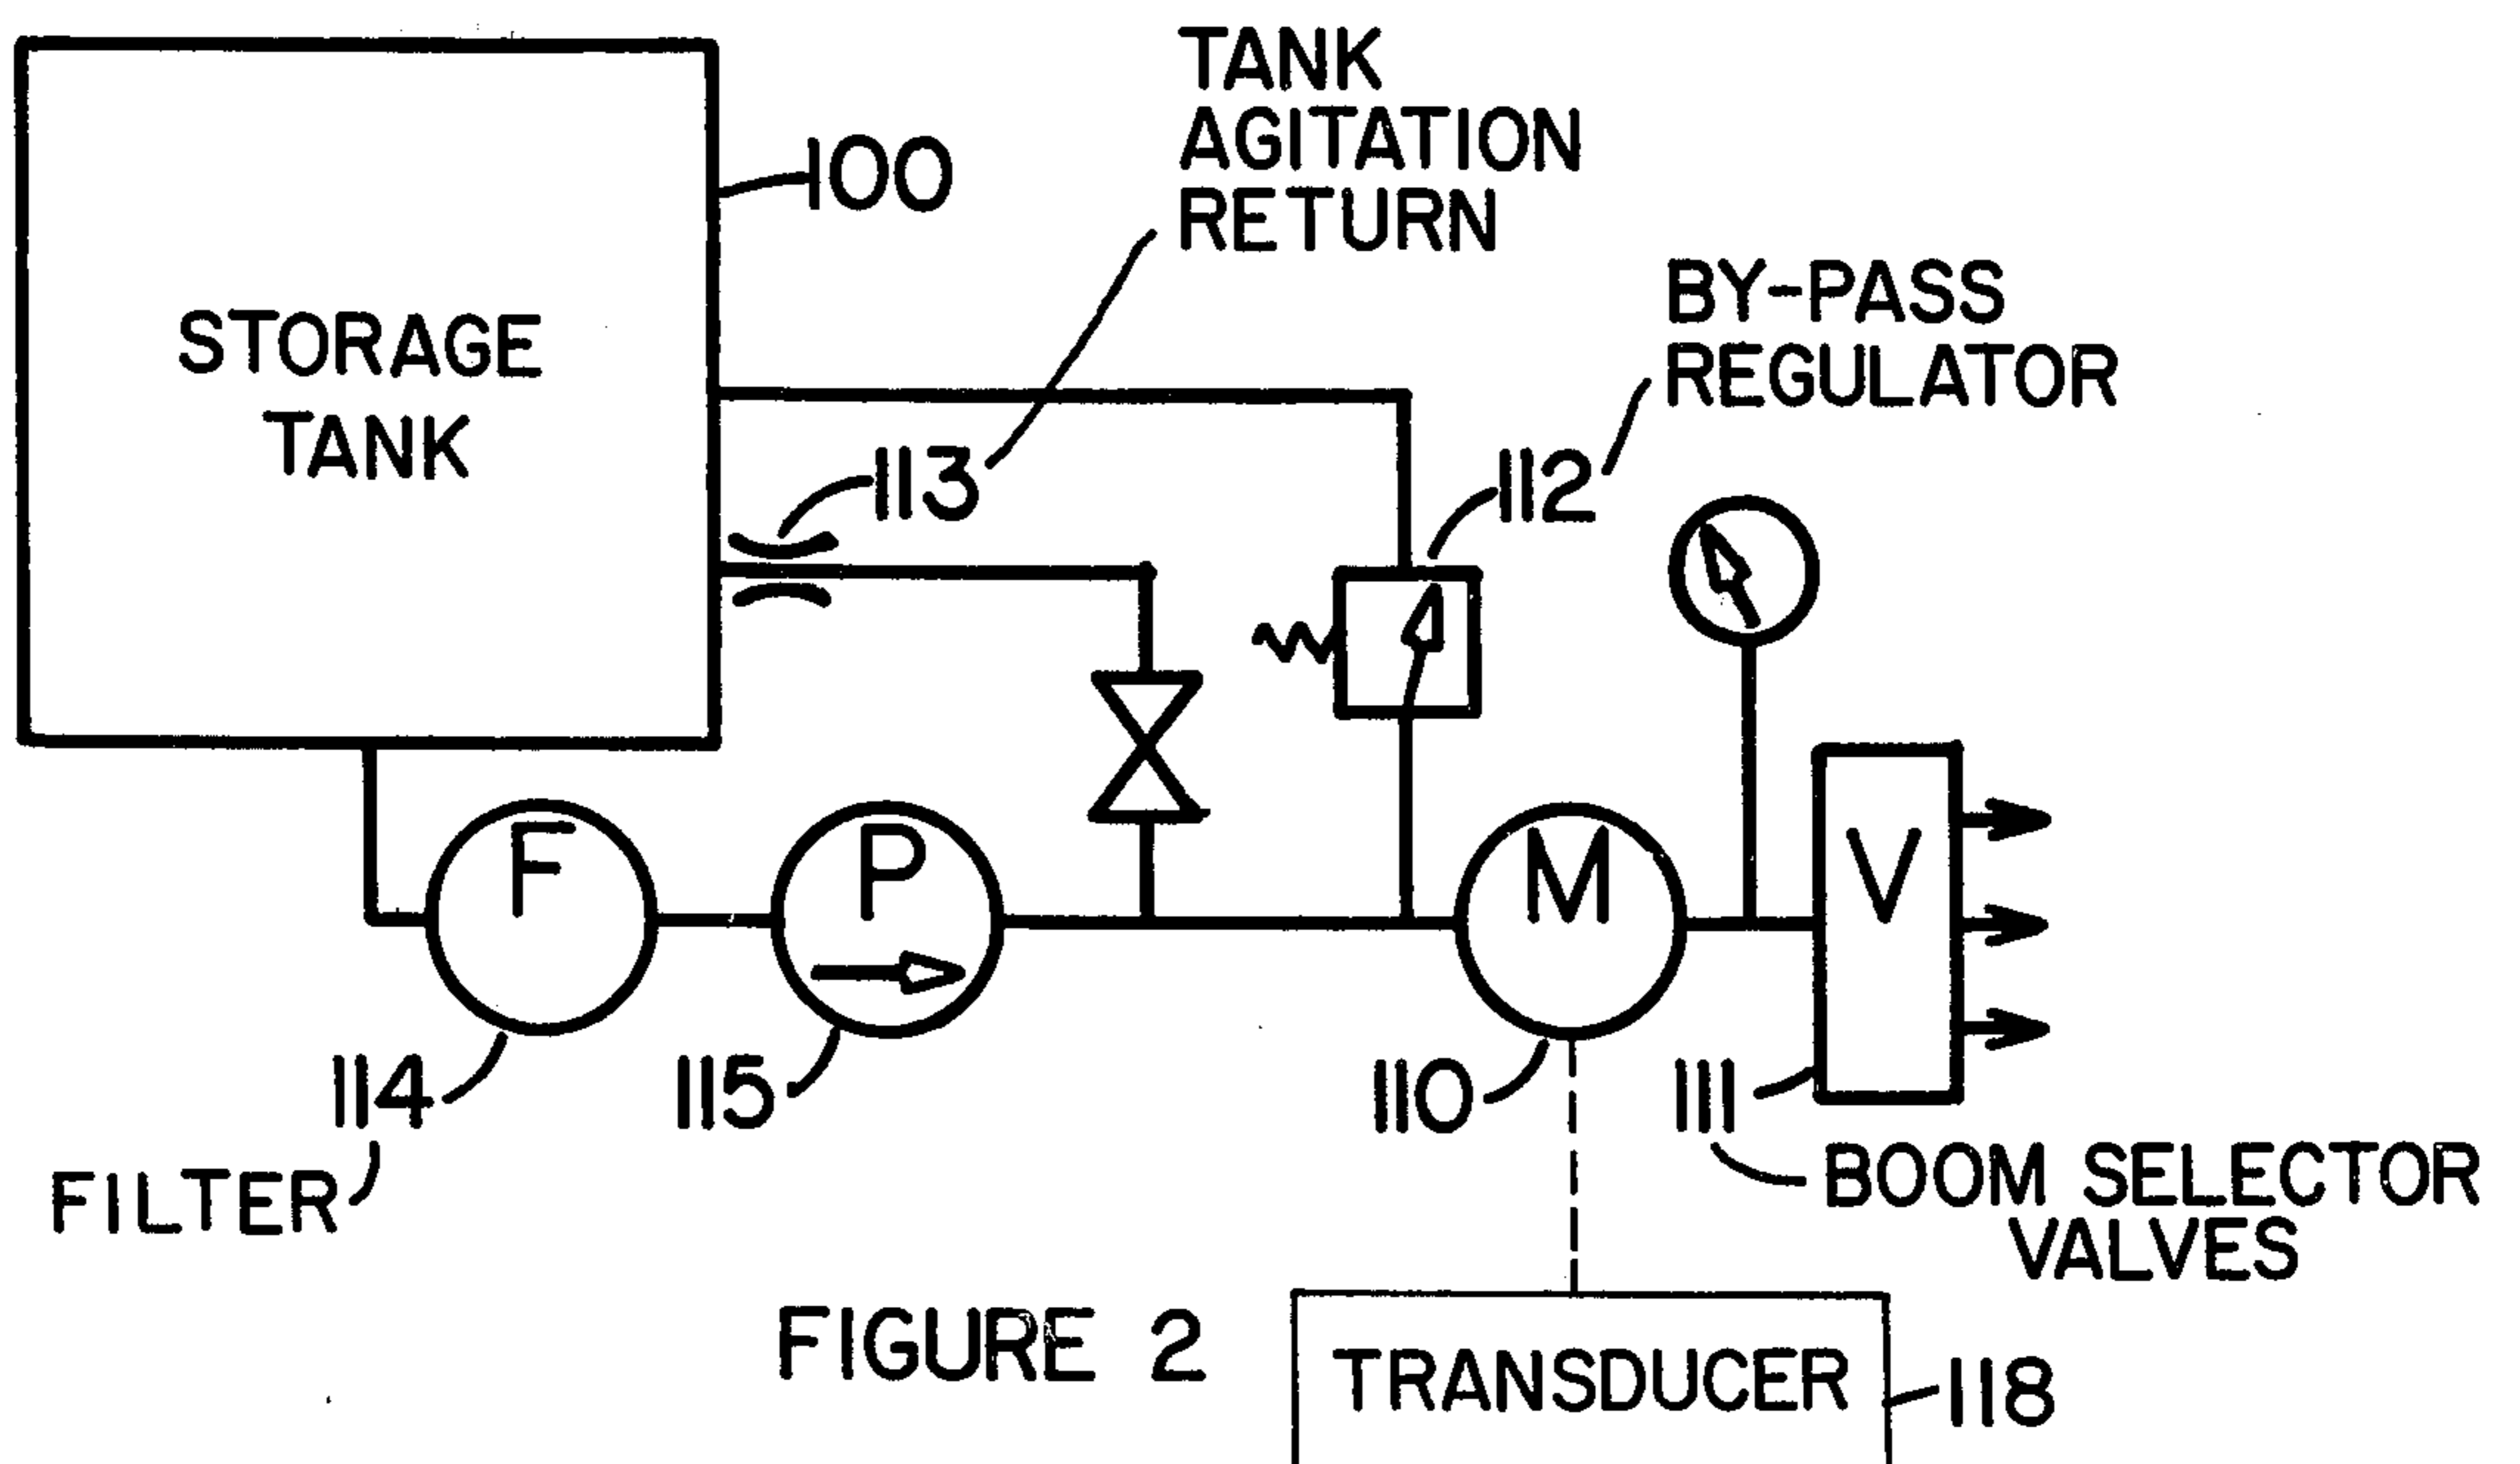 TANK
AGITATION
RETURN
100
BY-PASS
REGULATOR
STORAGE
TANK
113
112
F
P
M
V
114
115
110
111
FILTER
BOOM SELECTOR
VALVES
FIGURE 2
TRANSDUCER
118